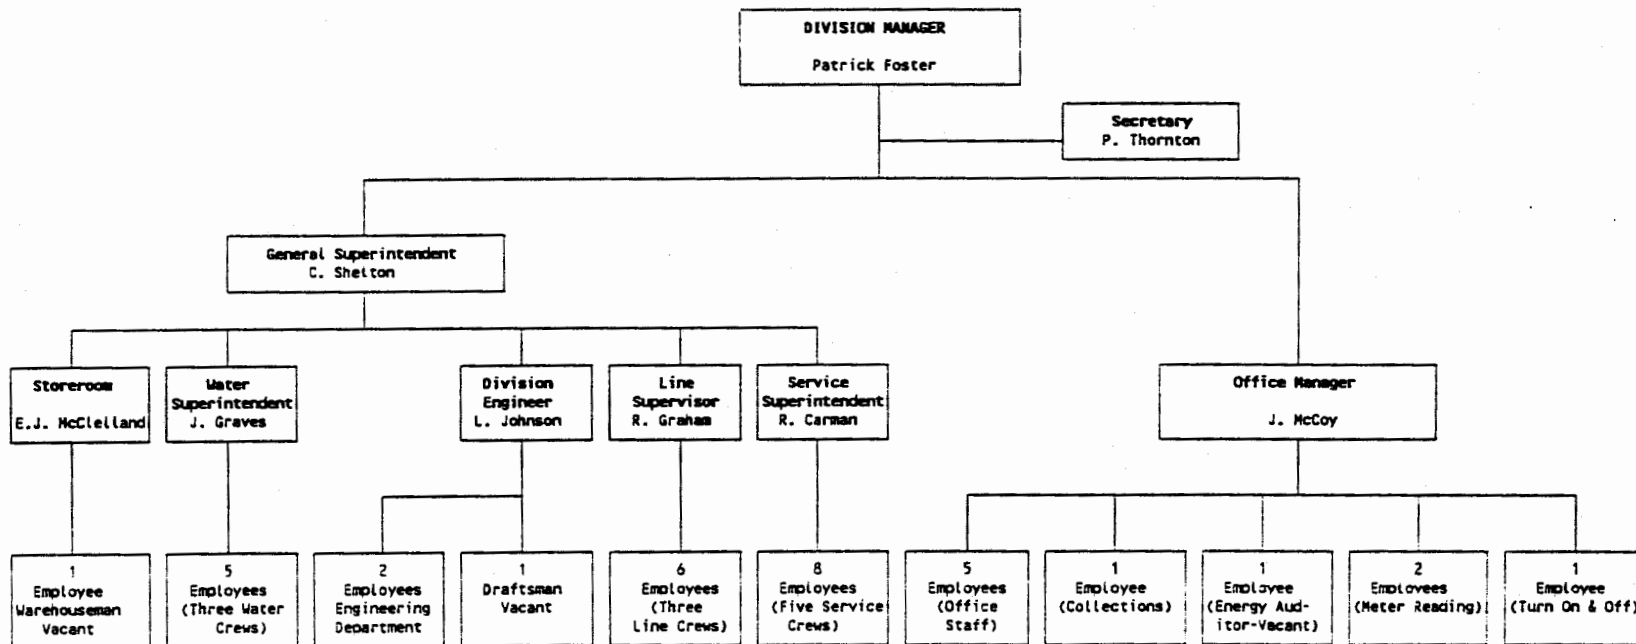 DIVISION MANAGER
Patrick Foster
Secretary
P. Thornton
General Superintendent
C. Shelton
Storeroom
E.J. McClelland
Water
Superintendent
J. Graves
Division
Engineer
L. Johnson
Line
Supervisor
R. Graham
Service
Superintendent
R. Carman
Office Manager
J. McCoy
1
Employee
Warehouseman
Vacant
5
Employees
(Three Water
Crews)
2
Employees
Engineering
Department
1
Draftsman
Vacant
6
Employees
(Three
Line Crews)
8
Employees
(Five Service
Crews)
5
Employees
(Office
Staff)
1
Employee
(Collections)
1
Employee
(Energy Aud-
itor-Vacant)
2
Employees
(Meter Reading)
1
Employee
(Turn On & Off)